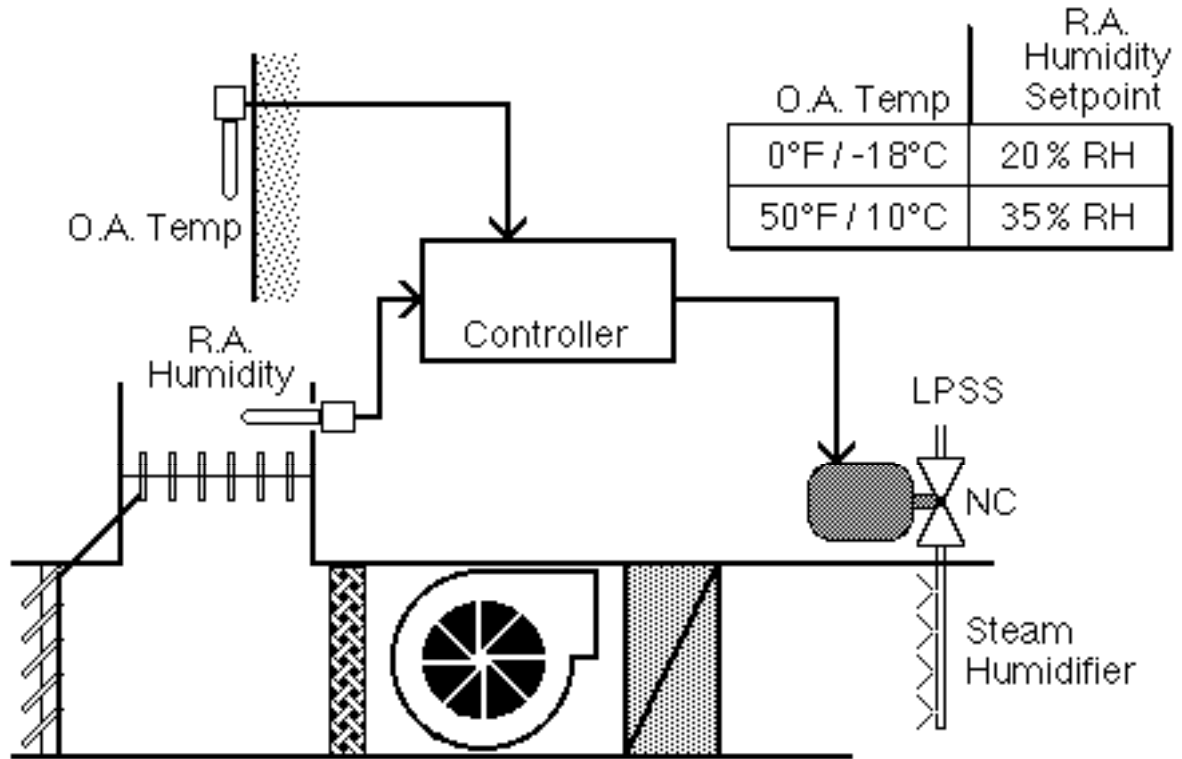 R.A.
Humidity
Setpoint
O.A. Temp
0°F / -18°C 20% RH
50°F / 10°C 35% RH
O.A. Temp
Controller
R.A.
Humidity
LPSS
NC
Steam
Humidifier